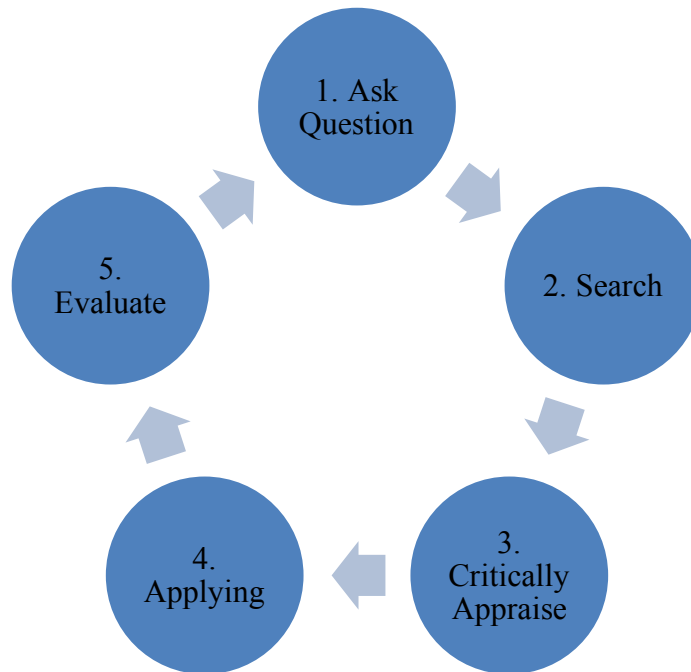 1. Ask
Question
2. Search
3.
Critically
Appraise
4.
Applying
5.
Evaluate